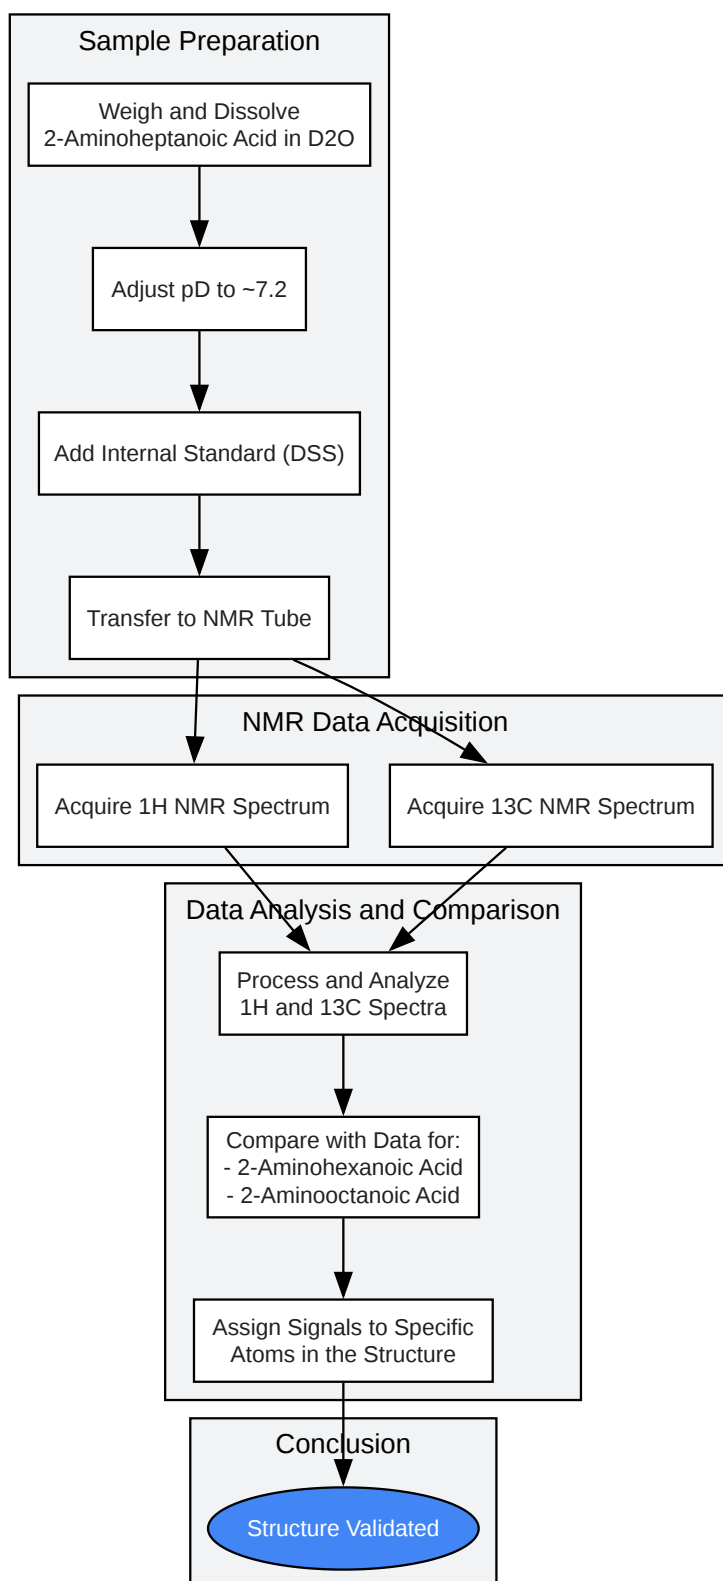 Sample Preparation
Weigh and Dissolve
2-Aminoheptanoic Acid in D2O
Adjust pD to ~7.2
Add Internal Standard (DSS)
Transfer to NMR Tube
NMR Data Acquisition
Acquire 1H NMR Spectrum
Acquire 13C NMR Spectrum
Data Analysis and Comparison
Process and Analyze
1H and 13C Spectra
Compare with Data for:
- 2-Aminohexanoic Acid
- 2-Aminooctanoic Acid
Assign Signals to Specific
Atoms in the Structure
Conclusion
Structure Validated